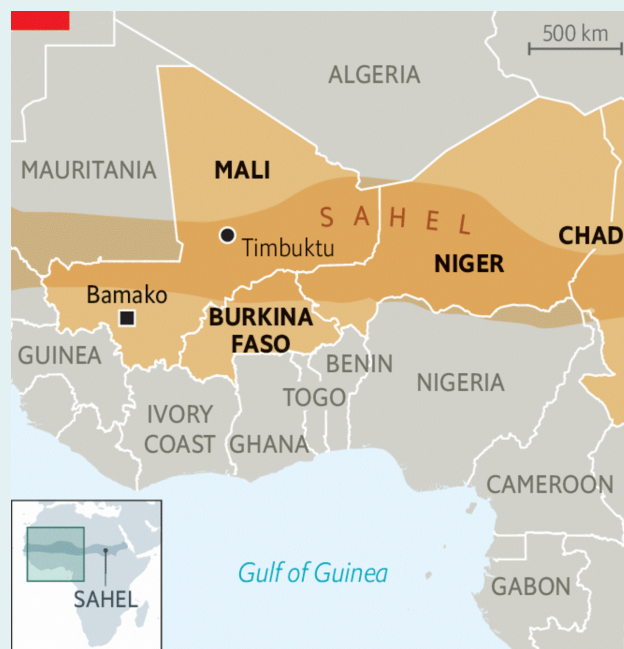 500 km
ALGERIA
MAURITANIA
MALI
SAHEL
Timbuktu
CHAD
NIGER
Bamako
BURKINA
FASO
GUINEA
BENIN
NIGERIA
TOGO
IVORY
COAST
GHANA
CAMEROON
Gulf of Guinea
GABON
SAHEL